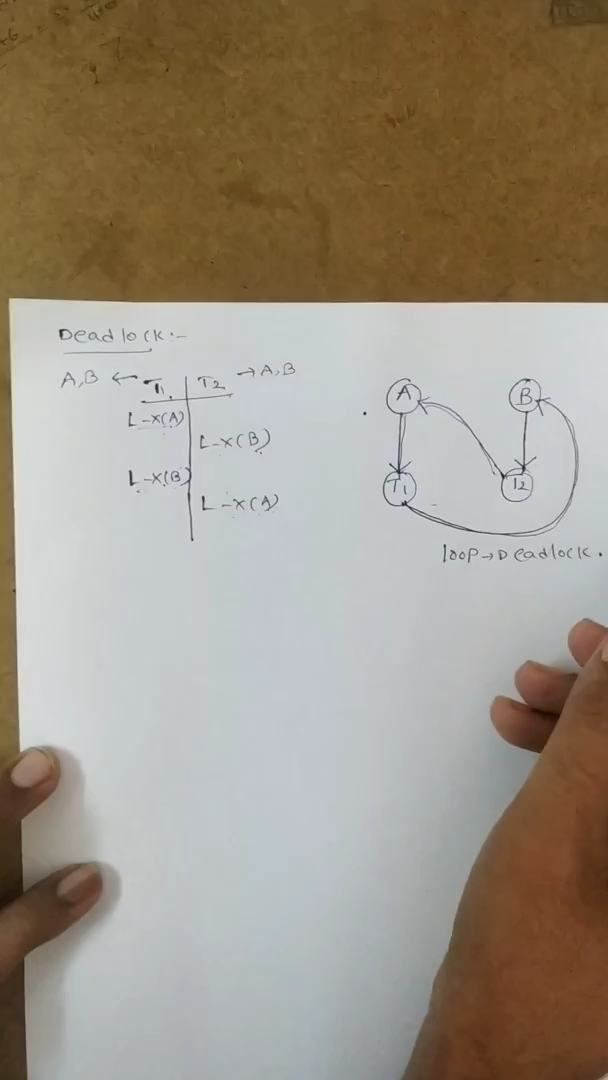 Deadlock:-
A,B ← T1 T2 → A,B
L-X(A)
L-X(B)
L-X(B)
L-X(A)
A B
T1 T2
loop→Deadlock.